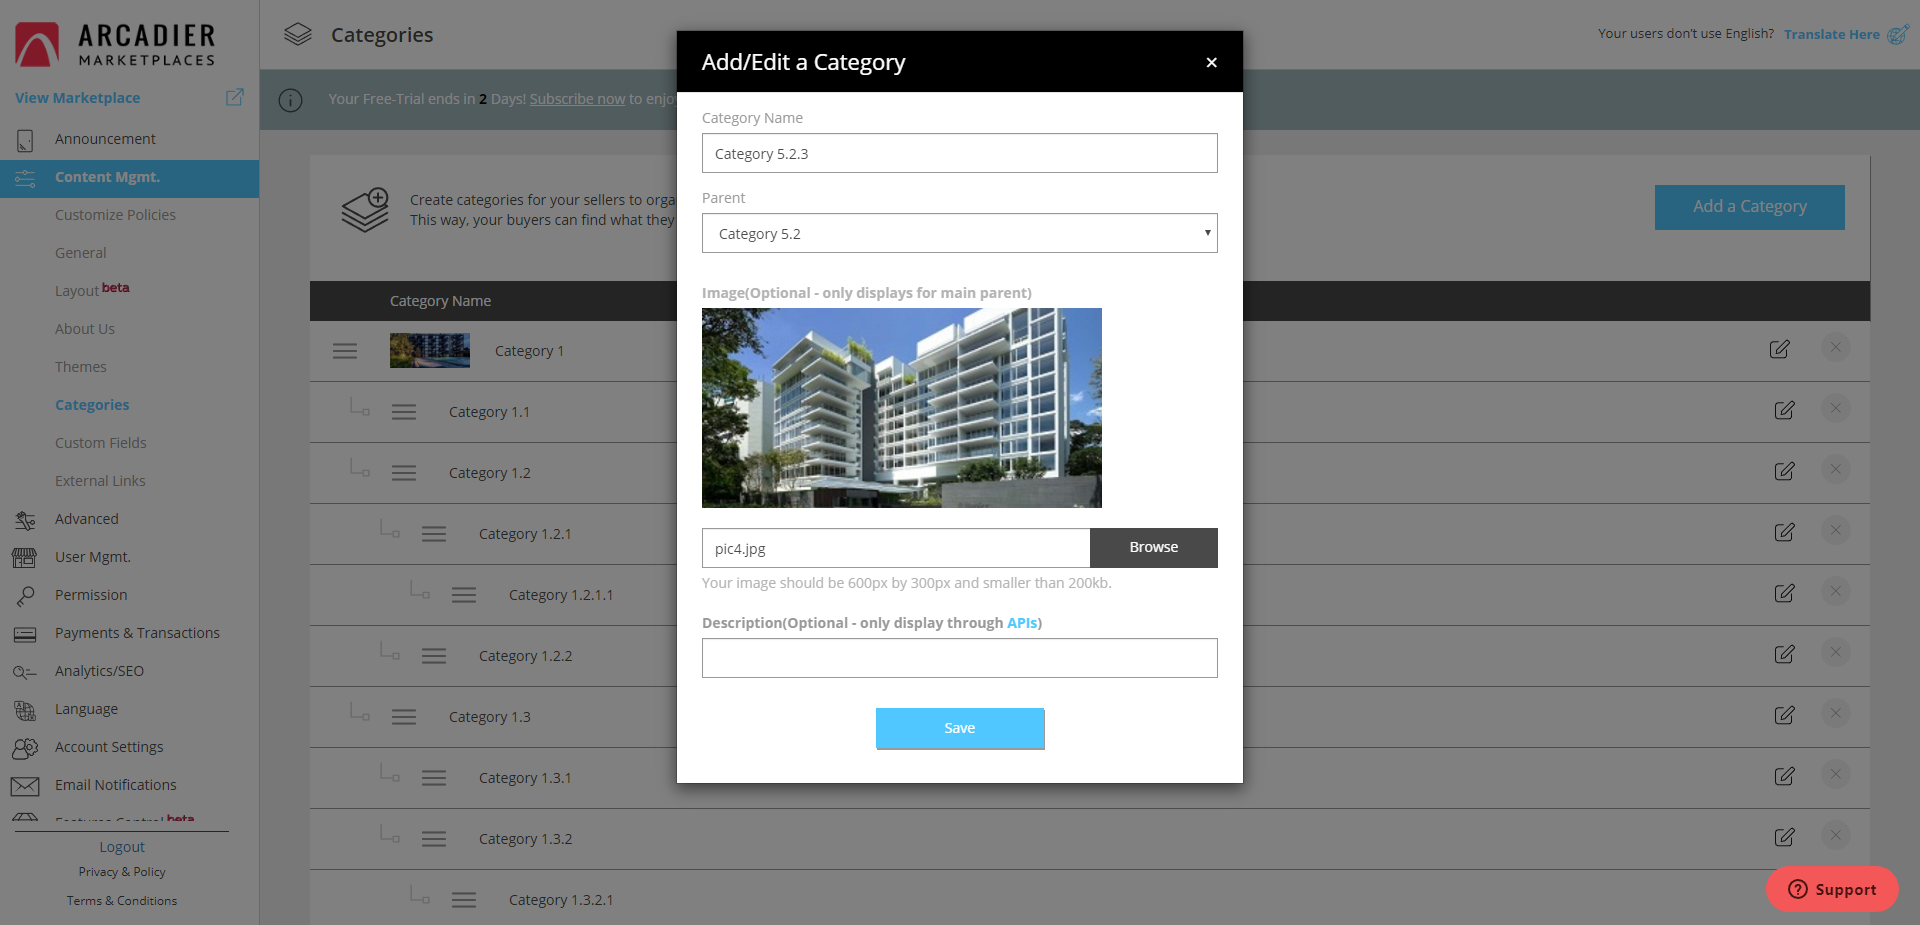 ARCADIER
MARKETPLACES
View Marketplace
Announcement
Content Mgmt.
Customize Policies
General
Layout beta
About Us
Themes
Categories
Custom Fields
External Links
Advanced
User Mgmt.
Permission
Payments & Transactions
Analytics/SEO
Language
Account Settings
Email Notifications
Features Control beta
Logout
Privacy & Policy
Terms & Conditions
Categories
Your users don't use English? Translate Here
Your Free-Trial ends in 2 Days! Subscribe now to enjoy
Create categories for your sellers to orga
This way, your buyers can find what they
Add a Category
Category Name
Category 1
Category 1.1
Category 1.2
Category 1.2.1
Category 1.2.1.1
Category 1.2.2
Category 1.3
Category 1.3.1
Category 1.3.2
Category 1.3.2.1
Add/Edit a Category
×
Category Name
Category 5.2.3
Parent
Category 5.2
Image(Optional - only displays for main parent)
pic4.jpg
Browse
Your image should be 600px by 300px and smaller than 200kb.
Description(Optional - only display through APIs)
Save
Support